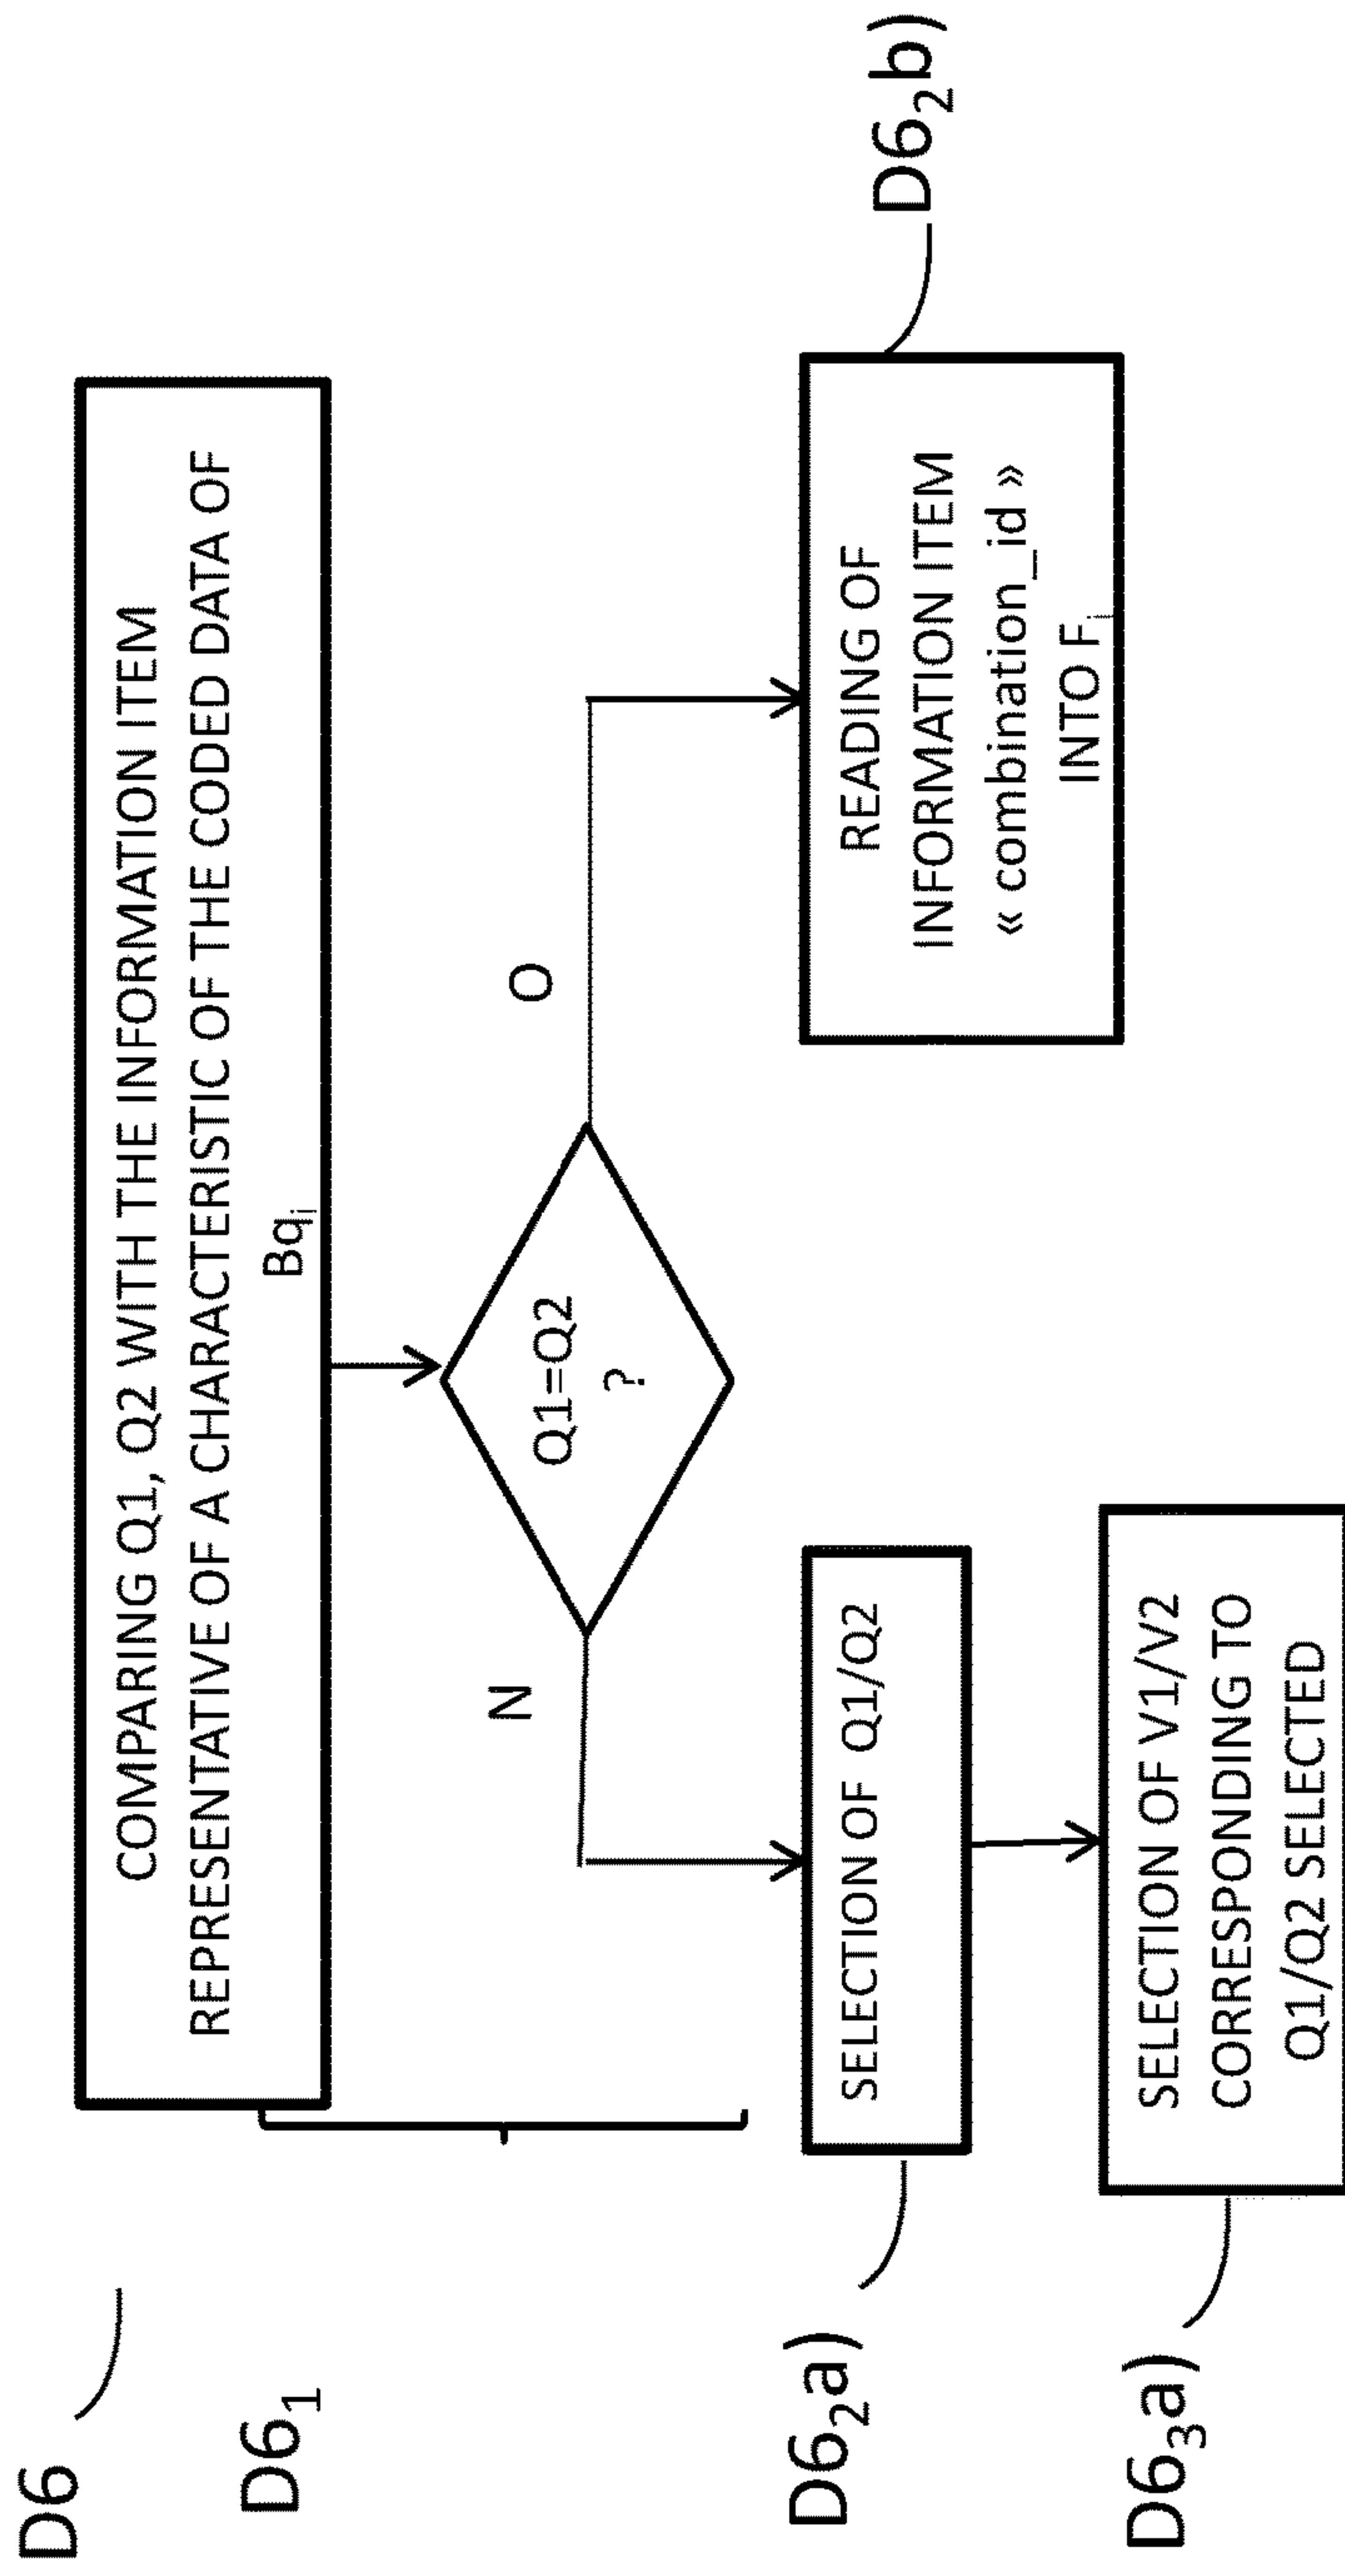 D6
D6₁
COMPARING Q1, Q2 WITH THE INFORMATION ITEM
REPRESENTATIVE OF A CHARACTERISTIC OF THE CODED DATA OF
Bqᵢ
Q1=Q2
?
N
O
D6₂a)
SELECTION OF Q1/Q2
READING OF
INFORMATION ITEM
« combination_id »
INTO Fᵢ
D6₂b)
D6₃a)
SELECTION OF V1/V2
CORRESPONDING TO
Q1/Q2 SELECTED